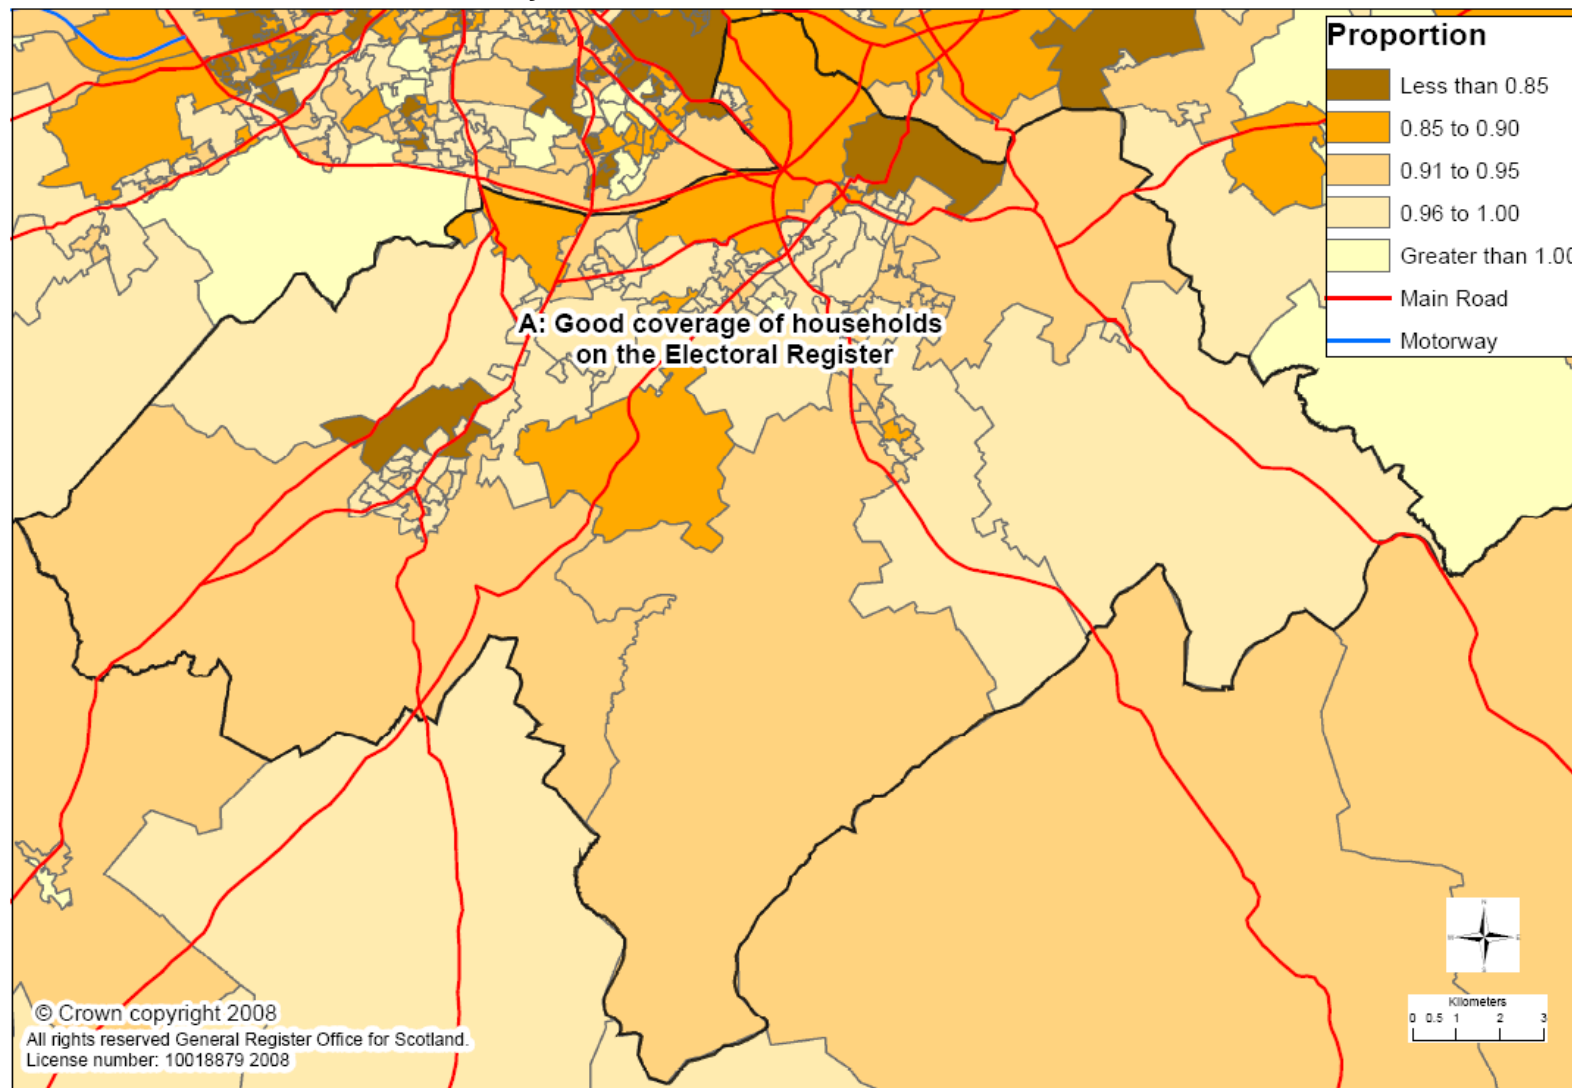 Proportion
Less than 0.85
0.85 to 0.90
0.91 to 0.95
0.96 to 1.00
Greater than 1.00
Main Road
Motorway
A: Good coverage of households
on the Electoral Register
N
S
Kilometers
0 0.5 1 2 3
© Crown copyright 2008
All rights reserved General Register Office for Scotland.
License number: 10018879 2008